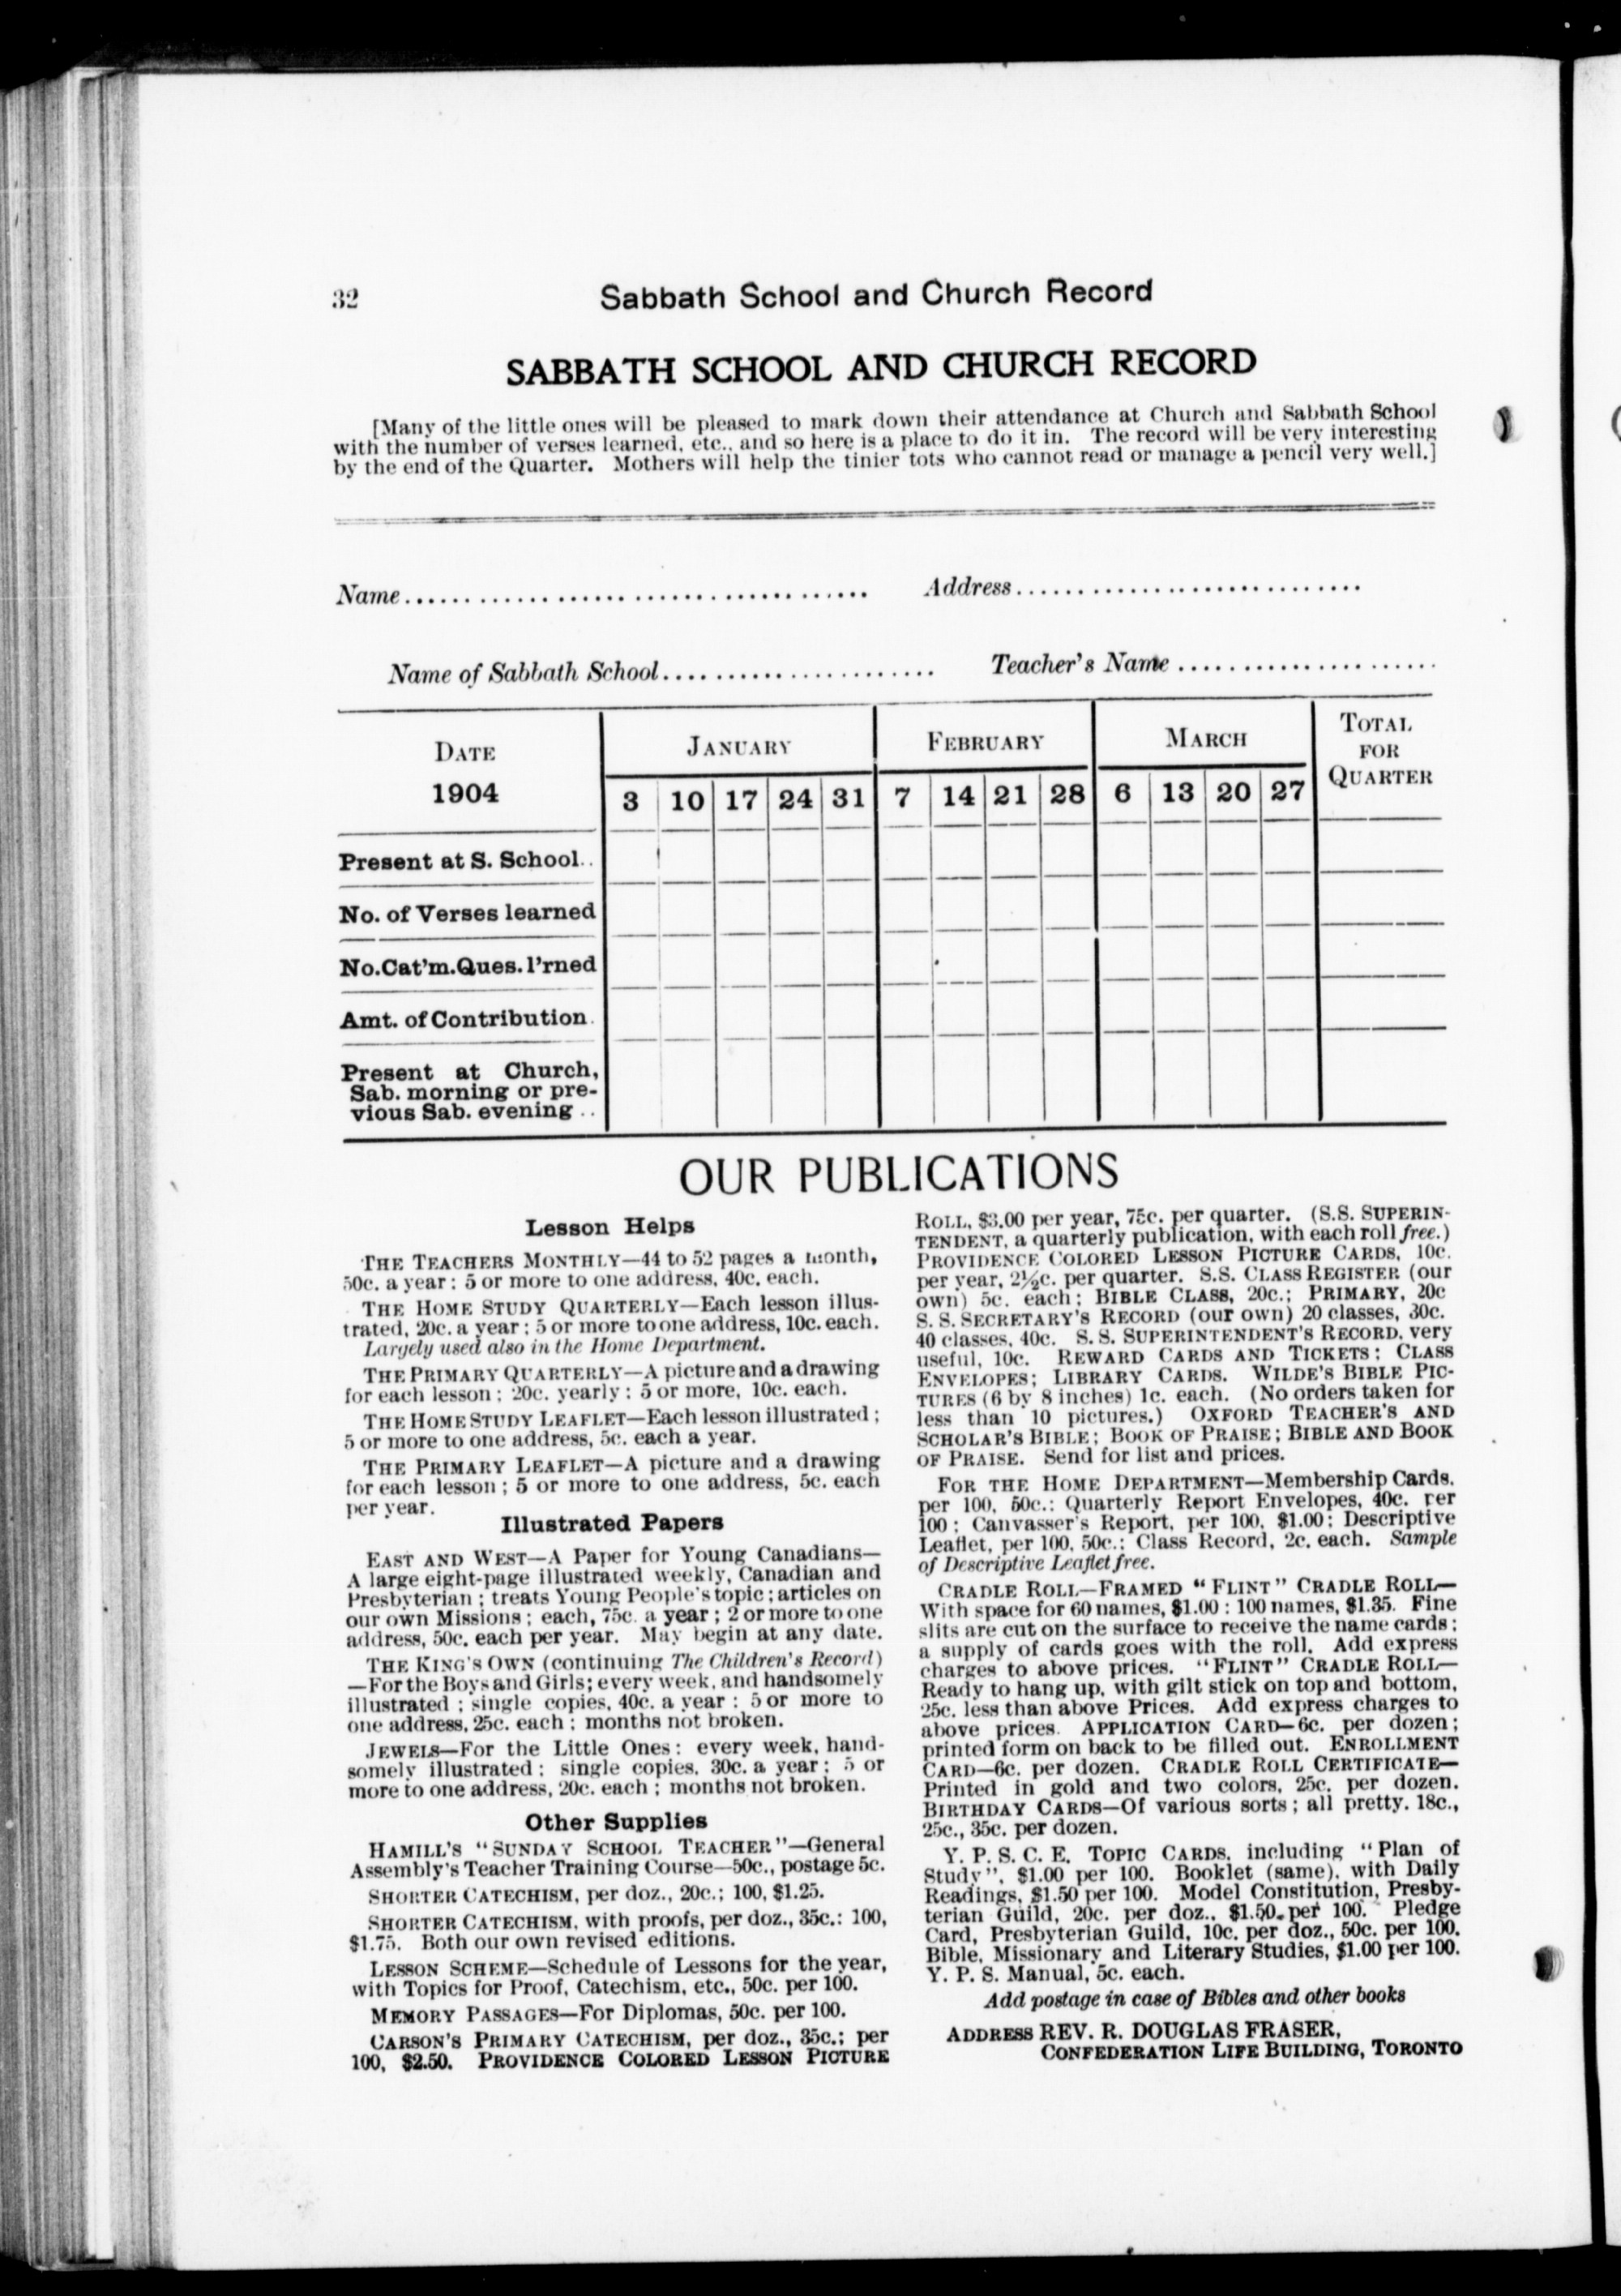 32
Sabbath School and Church Record
SABBATH SCHOOL AND CHURCH RECORD
[Many of the little ones will be pleased to mark down their attendance at Church and Sabbath School
with the number of verses learned, etc., and so here is a place to do it in. The record will be very interesting
by the end of the Quarter. Mothers will help the tinier tots who cannot read or manage a pencil very well.]
Name........................................ Address............................
Name of Sabbath School...................... Teacher's Name .....................
DATE JANUARY FEBRUARY MARCH TOTAL FOR QUARTER
1904 3 10 17 24 31 7 14 21 28 6 13 20 27
Present at S. School..
No. of Verses learned
No.Cat'm.Ques.l'rned
Amt. of Contribution.
Present at Church,
Sab. morning or pre-
vious Sab. evening ..
OUR PUBLICATIONS
Lesson Helps
THE TEACHERS MONTHLY—44 to 52 pages a month,
50c. a year: 5 or more to one address, 40c. each.
THE HOME STUDY QUARTERLY—Each lesson illus-
trated, 20c. a year; 5 or more to one address, 10c. each.
Largely used also in the Home Department.
THE PRIMARY QUARTERLY—A picture and a drawing
for each lesson; 20c. yearly: 5 or more, 10c. each.
THE HOME STUDY LEAFLET—Each lesson illustrated;
5 or more to one address, 5c. each a year.
THE PRIMARY LEAFLET—A picture and a drawing
for each lesson; 5 or more to one address, 5c. each
per year.
Illustrated Papers
EAST AND WEST—A Paper for Young Canadians—
A large eight-page illustrated weekly, Canadian and
Presbyterian; treats Young People's topic; articles on
our own Missions; each, 75c. a year; 2 or more to one
address, 50c. each per year. May begin at any date.
THE KING'S OWN (continuing The Children's Record)
—For the Boys and Girls; every week, and handsomely
illustrated; single copies, 40c. a year: 5 or more to
one address, 25c. each; months not broken.
JEWELS—For the Little Ones: every week, hand-
somely illustrated; single copies, 30c. a year; 5 or
more to one address, 20c. each; months not broken.
Other Supplies
HAMILL'S "SUNDAY SCHOOL TEACHER"—General
Assembly's Teacher Training Course—50c., postage 5c.
SHORTER CATECHISM, per doz., 20c.; 100, $1.25.
SHORTER CATECHISM, with proofs, per doz., 35c.: 100,
$1.75. Both our own revised editions.
LESSON SCHEME—Schedule of Lessons for the year,
with Topics for Proof, Catechism, etc., 50c. per 100.
MEMORY PASSAGES—For Diplomas, 50c. per 100.
CARSON'S PRIMARY CATECHISM, per doz., 35c.; per
100, $2.50. PROVIDENCE COLORED LESSON PICTURE
ROLL, $3.00 per year, 75c. per quarter. (S.S. SUPERIN-
TENDENT, a quarterly publication, with each roll free.)
PROVIDENCE COLORED LESSON PICTURE CARDS, 10c.
per year, 2½c. per quarter. S.S. CLASS REGISTER (our
own) 5c. each; BIBLE CLASS, 20c.; PRIMARY, 20c
S. S. SECRETARY'S RECORD (our own) 20 classes, 30c.
40 classes, 40c. S. S. SUPERINTENDENT'S RECORD, very
useful, 10c. REWARD CARDS AND TICKETS; CLASS
ENVELOPES; LIBRARY CARDS. WILDE'S BIBLE PIC-
TURES (6 by 8 inches) 1c. each. (No orders taken for
less than 10 pictures.) OXFORD TEACHER'S AND
SCHOLAR'S BIBLE; BOOK OF PRAISE; BIBLE AND BOOK
OF PRAISE. Send for list and prices.
FOR THE HOME DEPARTMENT—Membership Cards,
per 100, 50c.: Quarterly Report Envelopes, 40c. per
100; Canvasser's Report, per 100, $1.00; Descriptive
Leaflet, per 100, 50c.; Class Record, 2c. each. Sample
of Descriptive Leaflet free.
CRADLE ROLL—FRAMED "FLINT" CRADLE ROLL—
With space for 60 names, $1.00: 100 names, $1.35. Fine
slits are cut on the surface to receive the name cards;
a supply of cards goes with the roll. Add express
charges to above prices. "FLINT" CRADLE ROLL—
Ready to hang up, with gilt stick on top and bottom,
25c. less than above Prices. Add express charges to
above prices. APPLICATION CARD—6c. per dozen;
printed form on back to be filled out. ENROLLMENT
CARD—6c. per dozen. CRADLE ROLL CERTIFICATE—
Printed in gold and two colors, 25c. per dozen.
BIRTHDAY CARDS—Of various sorts; all pretty. 18c.,
25c., 35c. per dozen.
Y. P. S. C. E. TOPIC CARDS, including "Plan of
Study", $1.00 per 100. Booklet (same), with Daily
Readings, $1.50 per 100. Model Constitution, Presby-
terian Guild, 20c. per doz., $1.50. per 100. Pledge
Card, Presbyterian Guild, 10c. per doz., 50c. per 100.
Bible, Missionary and Literary Studies, $1.00 per 100.
Y. P. S. Manual, 5c. each.
Add postage in case of Bibles and other books
ADDRESS REV. R. DOUGLAS FRASER,
CONFEDERATION LIFE BUILDING, TORONTO